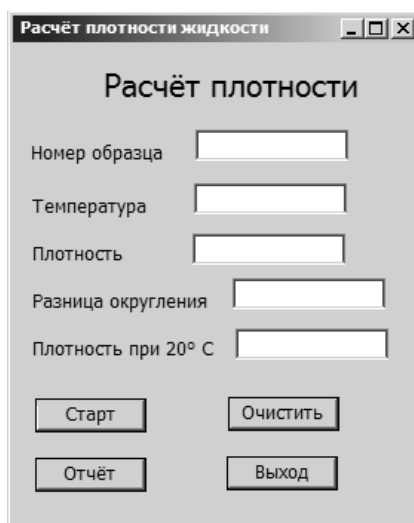 Расчёт плотности жидкости
Расчёт плотности
Номер образца
Температура
Плотность
Разница округления
Плотность при 20° С
Старт Очистить
Отчёт Выход